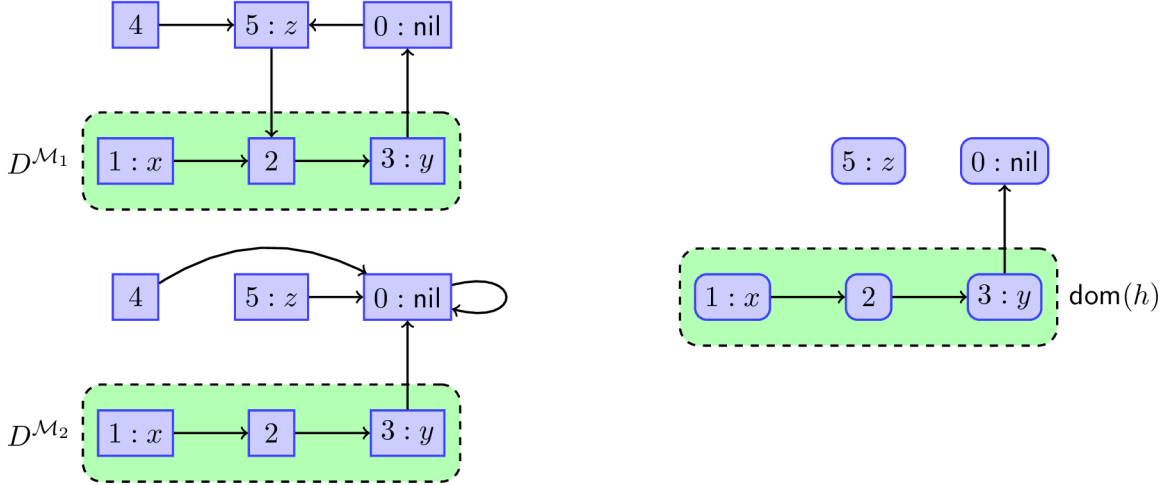 4 5 : z 0 : nil
D^{M_1} 1 : x 2 3 : y
4 5 : z 0 : nil
D^{M_2} 1 : x 2 3 : y
5 : z 0 : nil
1 : x 2 3 : y dom(h)